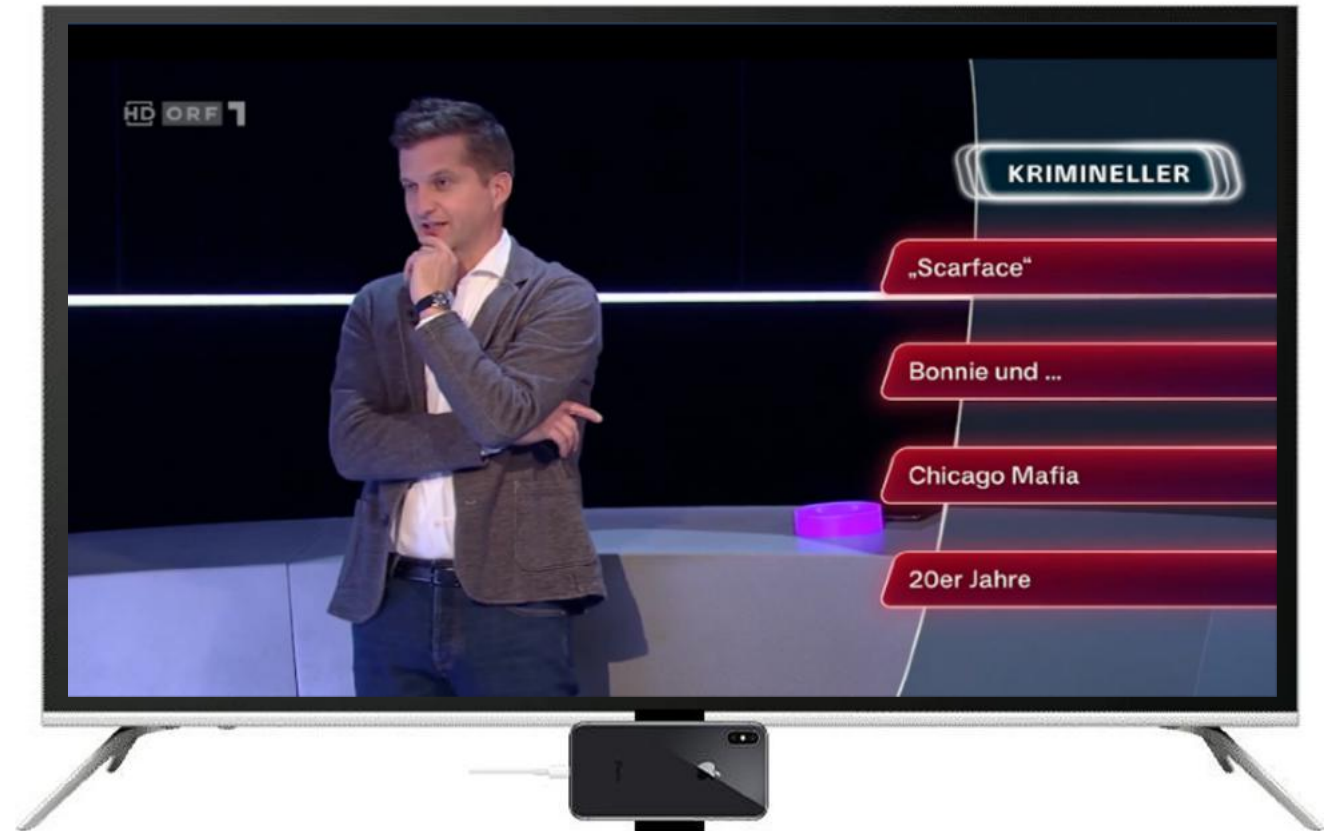 HD ORF 1
KRIMINELLER
„Scarface“
Bonnie und ...
Chicago Mafia
20er Jahre